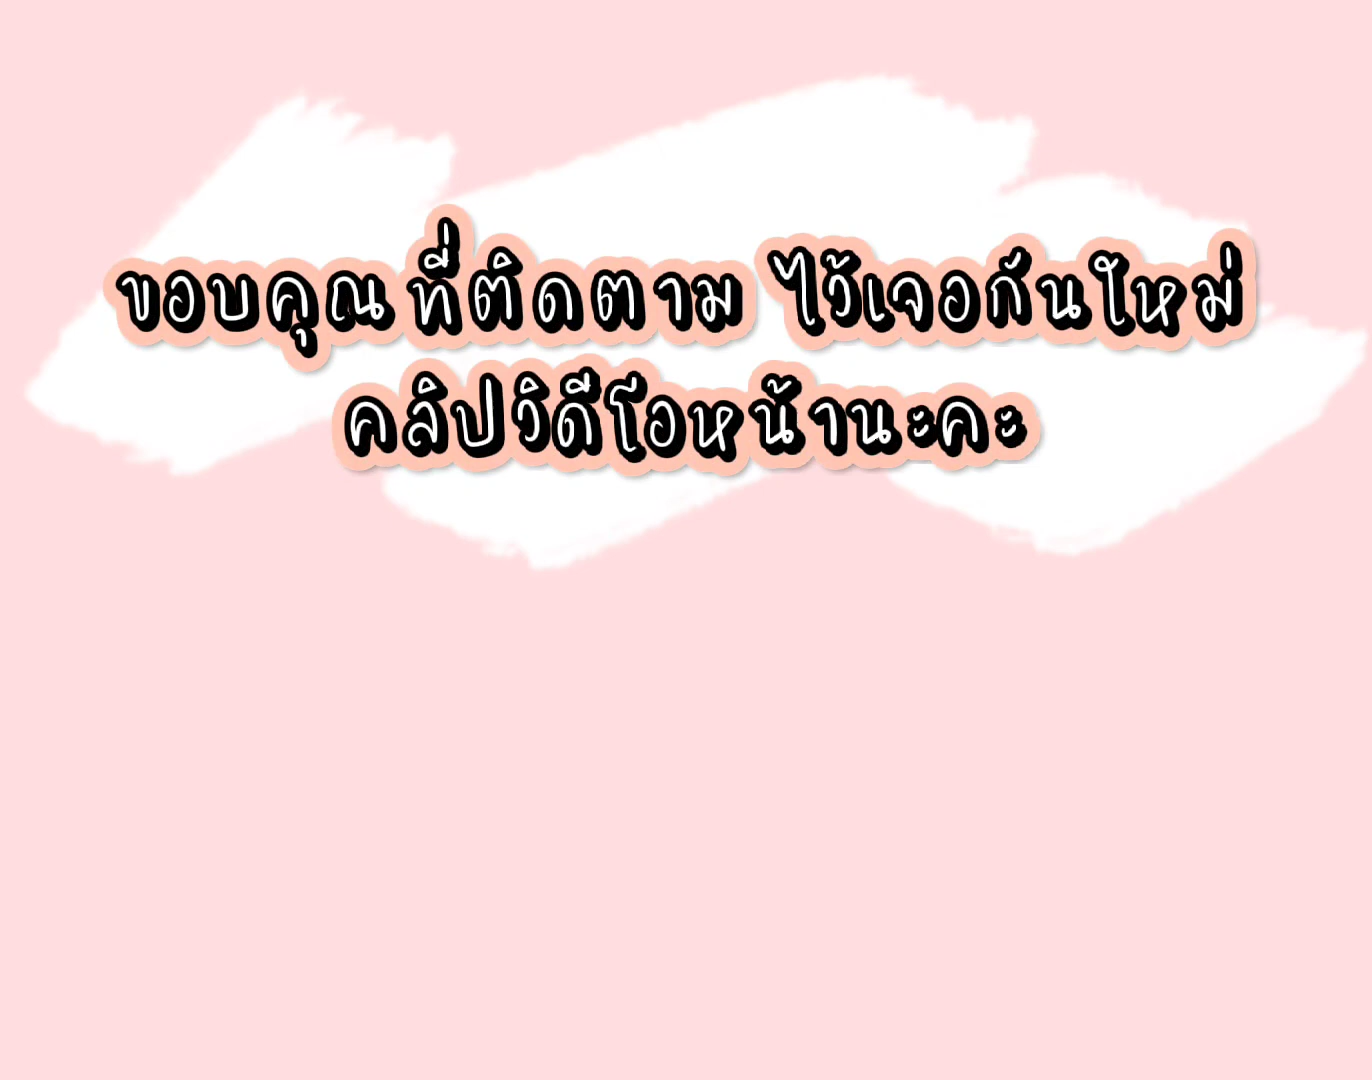 ขอบคุณที่ติดตาม ไว้เจอกันใหม่
คลิปวิดีโอหน้านะคะ